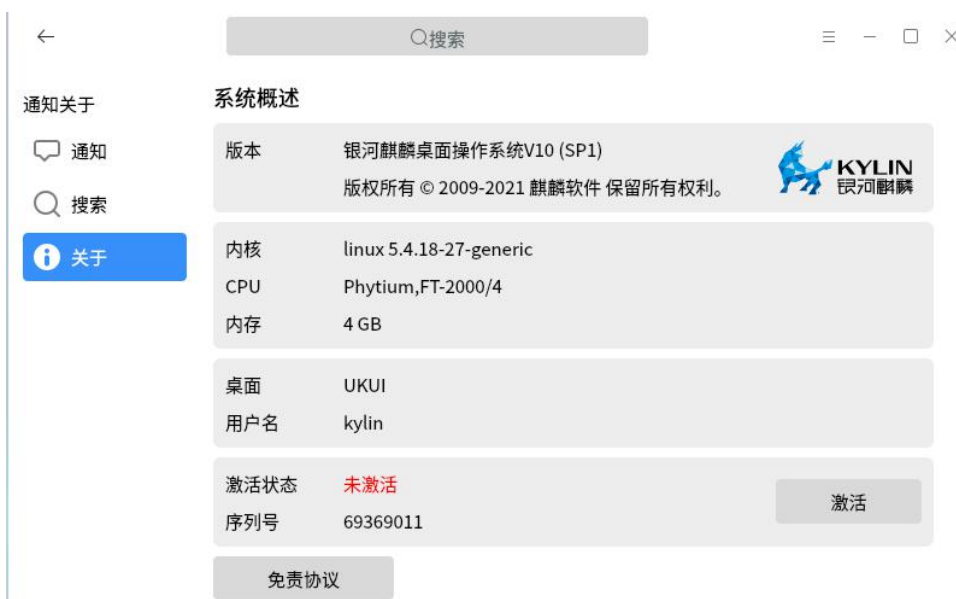 搜索
通知关于
通知
搜索
关于
系统概述
版本 银河麒麟桌面操作系统V10 (SP1)
版权所有 © 2009-2021 麒麟软件 保留所有权利。
KYLIN
银河麒麟
内核 linux 5.4.18-27-generic
CPU Phytium,FT-2000/4
内存 4 GB
桌面 UKUI
用户名 kylin
激活状态 未激活
序列号 69369011
激活
免责协议